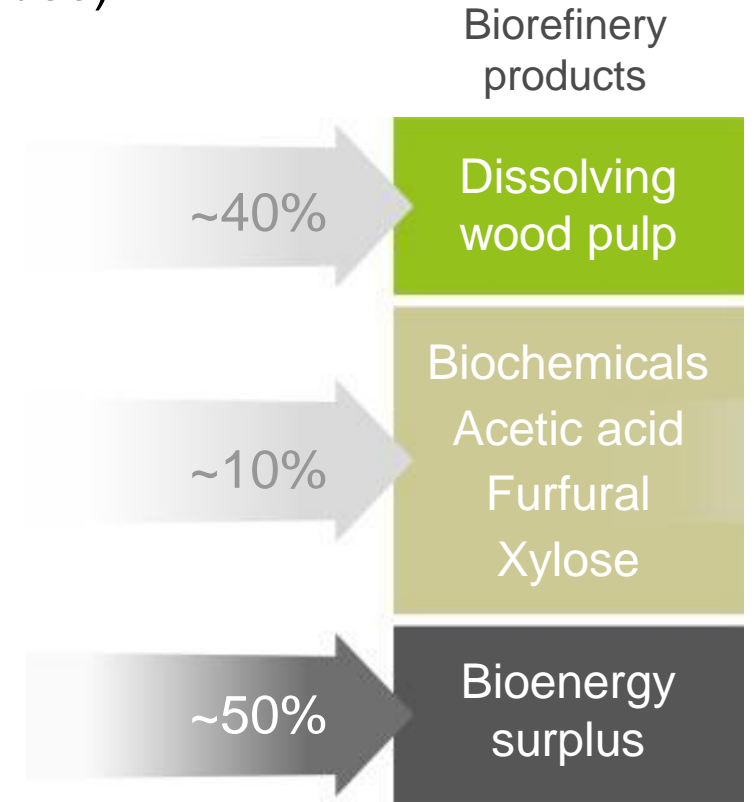 Biorefinery
products
~40%
Dissolving
wood pulp
Biochemicals
~10%
Acetic acid
Furfural
Xylose
~50%
Bioenergy
surplus